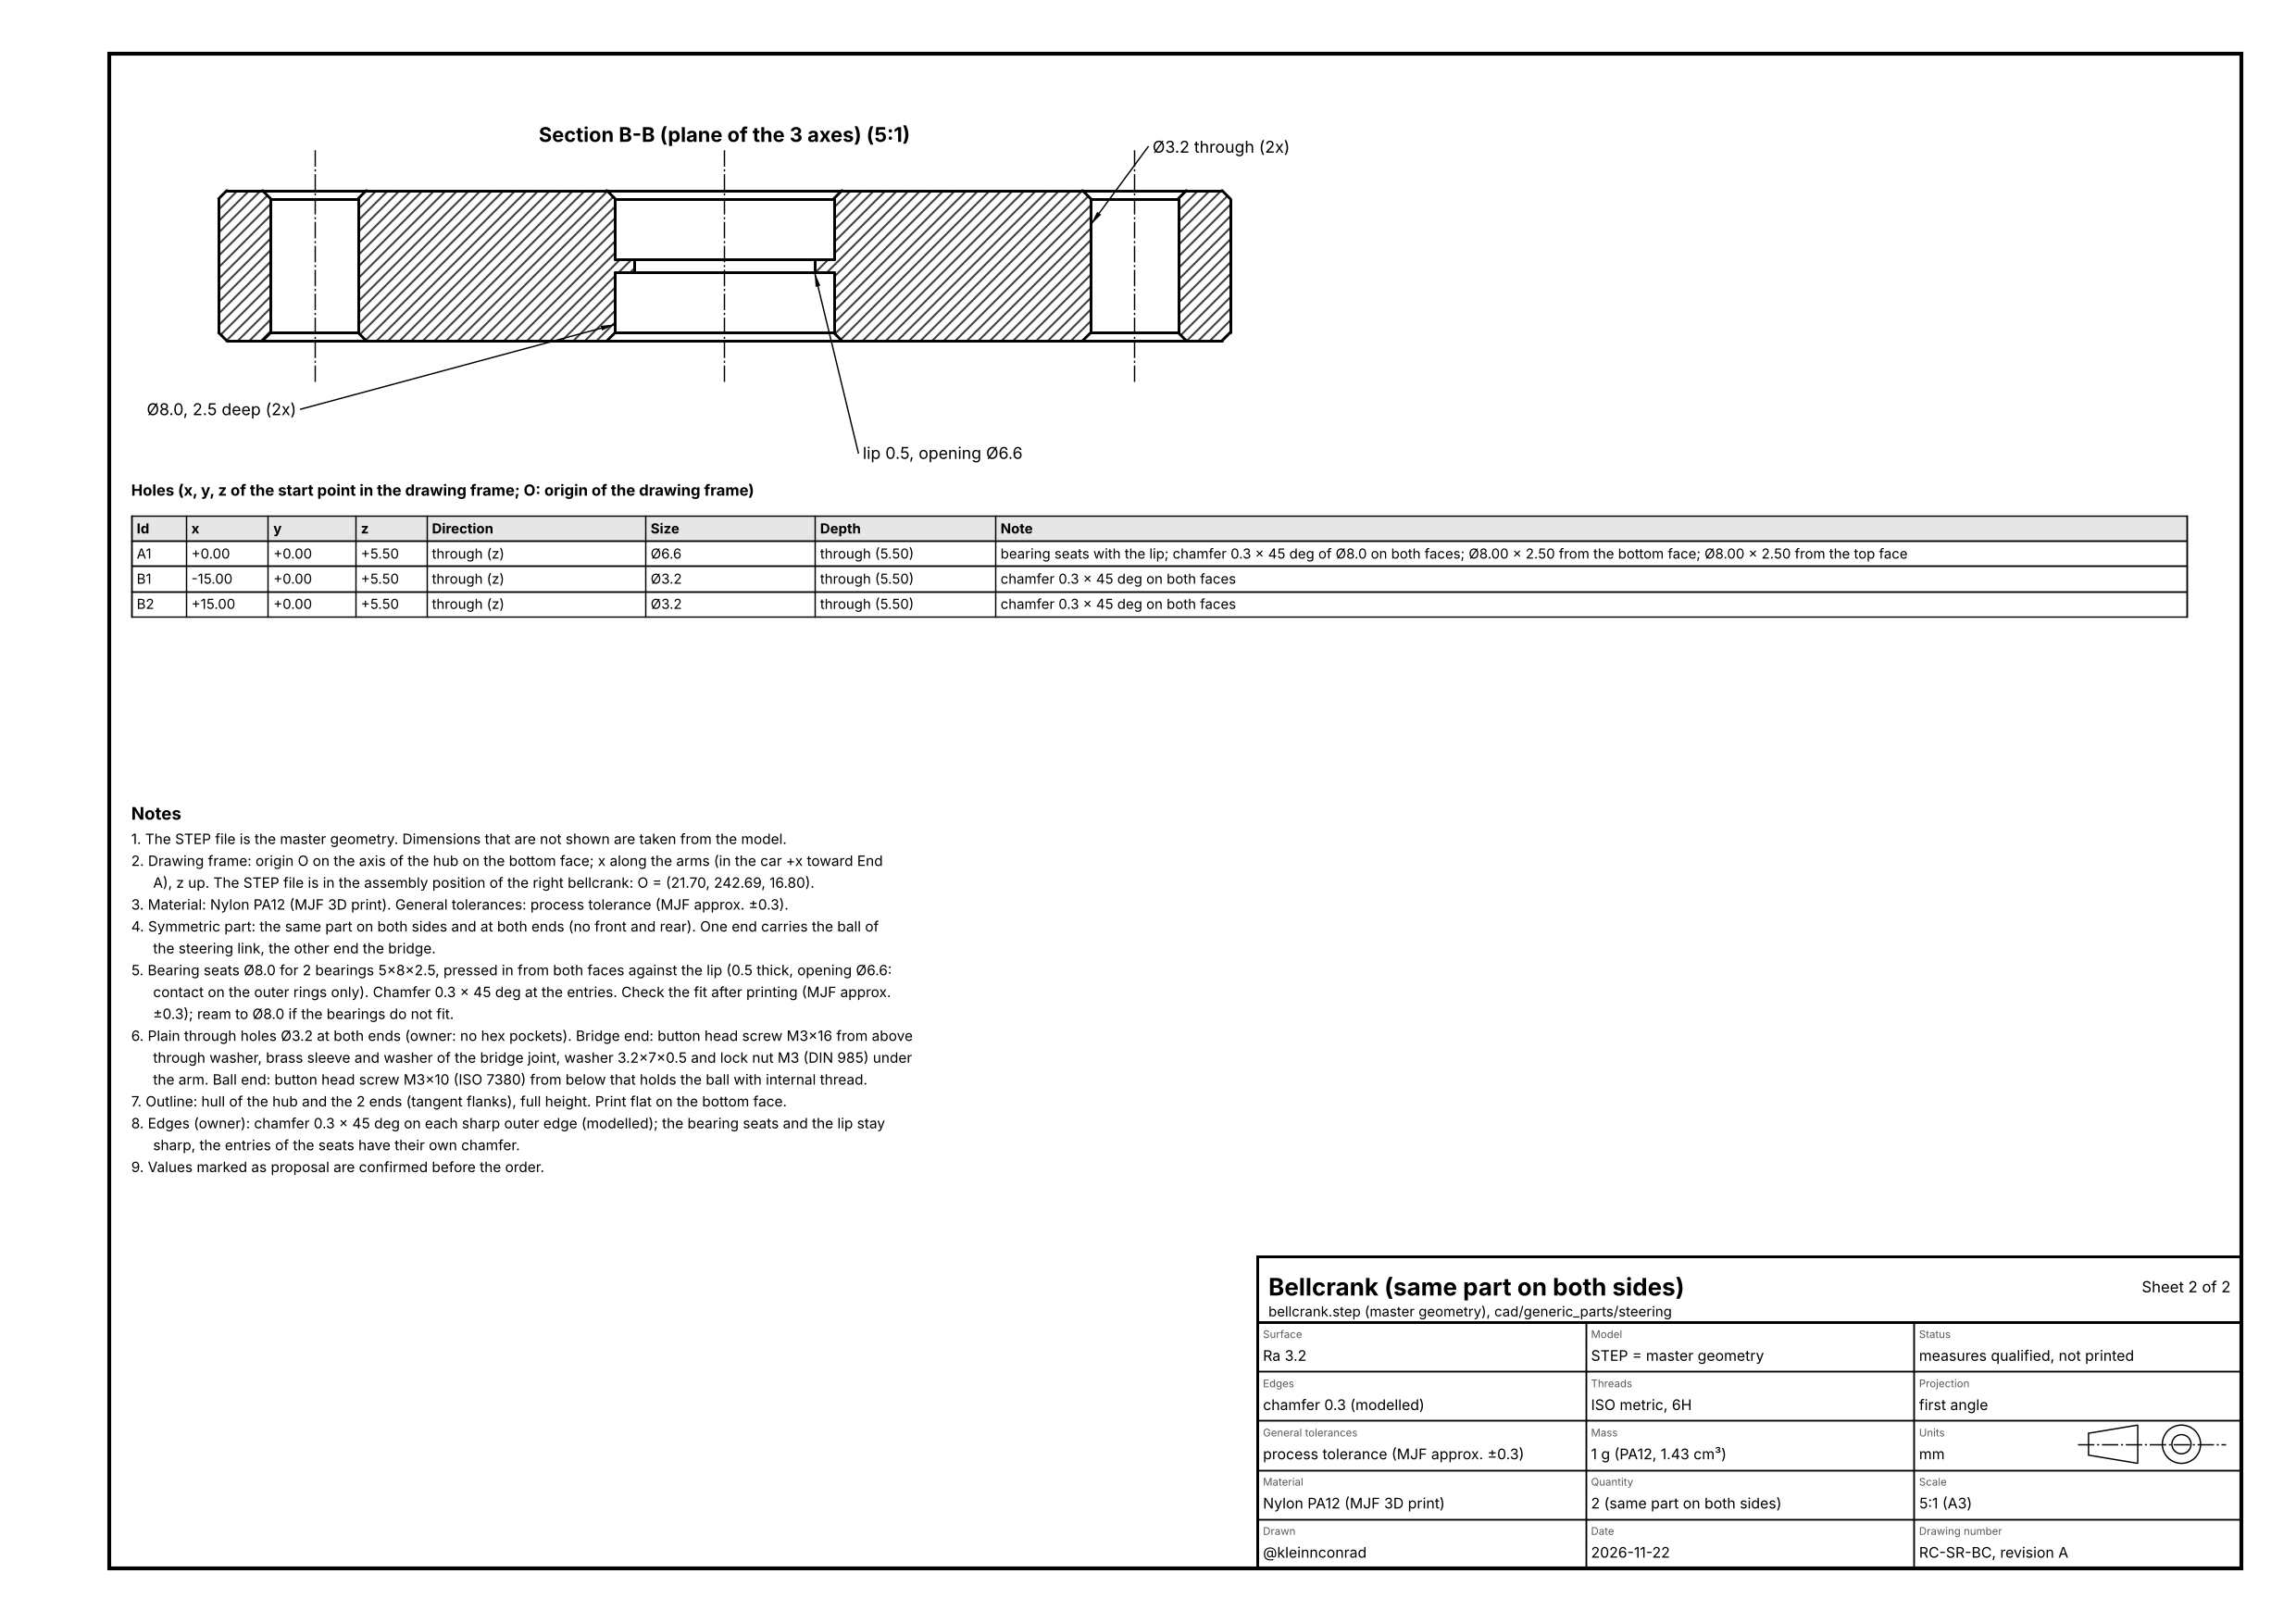 Section B-B (plane of the 3 axes) (5:1)
Ø3.2 through (2x)
Ø8.0, 2.5 deep (2x)
lip 0.5, opening Ø6.6
Holes (x, y, z of the start point in the drawing frame; O: origin of the drawing frame)
Id x y z Direction Size Depth Note
A1 +0.00 +0.00 +5.50 through (z) Ø6.6 through (5.50) bearing seats with the lip; chamfer 0.3 × 45 deg of Ø8.0 on both faces; Ø8.00 × 2.50 from the bottom face; Ø8.00 × 2.50 from the top face
B1 -15.00 +0.00 +5.50 through (z) Ø3.2 through (5.50) chamfer 0.3 × 45 deg on both faces
B2 +15.00 +0.00 +5.50 through (z) Ø3.2 through (5.50) chamfer 0.3 × 45 deg on both faces
Notes
1. The STEP file is the master geometry. Dimensions that are not shown are taken from the model.
2. Drawing frame: origin O on the axis of the hub on the bottom face; x along the arms (in the car +x toward End
A), z up. The STEP file is in the assembly position of the right bellcrank: O = (21.70, 242.69, 16.80).
3. Material: Nylon PA12 (MJF 3D print). General tolerances: process tolerance (MJF approx. ±0.3).
4. Symmetric part: the same part on both sides and at both ends (no front and rear). One end carries the ball of
the steering link, the other end the bridge.
5. Bearing seats Ø8.0 for 2 bearings 5×8×2.5, pressed in from both faces against the lip (0.5 thick, opening Ø6.6:
contact on the outer rings only). Chamfer 0.3 × 45 deg at the entries. Check the fit after printing (MJF approx.
±0.3); ream to Ø8.0 if the bearings do not fit.
6. Plain through holes Ø3.2 at both ends (owner: no hex pockets). Bridge end: button head screw M3×16 from above
through washer, brass sleeve and washer of the bridge joint, washer 3.2×7×0.5 and lock nut M3 (DIN 985) under
the arm. Ball end: button head screw M3×10 (ISO 7380) from below that holds the ball with internal thread.
7. Outline: hull of the hub and the 2 ends (tangent flanks), full height. Print flat on the bottom face.
8. Edges (owner): chamfer 0.3 × 45 deg on each sharp outer edge (modelled); the bearing seats and the lip stay
sharp, the entries of the seats have their own chamfer.
9. Values marked as proposal are confirmed before the order.
Bellcrank (same part on both sides) Sheet 2 of 2
bellcrank.step (master geometry), cad/generic_parts/steering
Surface Model Status
Ra 3.2 STEP = master geometry measures qualified, not printed
Edges Threads Projection
chamfer 0.3 (modelled) ISO metric, 6H first angle
General tolerances Mass Units
process tolerance (MJF approx. ±0.3) 1 g (PA12, 1.43 cm³) mm
Material Quantity Scale
Nylon PA12 (MJF 3D print) 2 (same part on both sides) 5:1 (A3)
Drawn Date Drawing number
@kleinnconrad 2026-11-22 RC-SR-BC, revision A